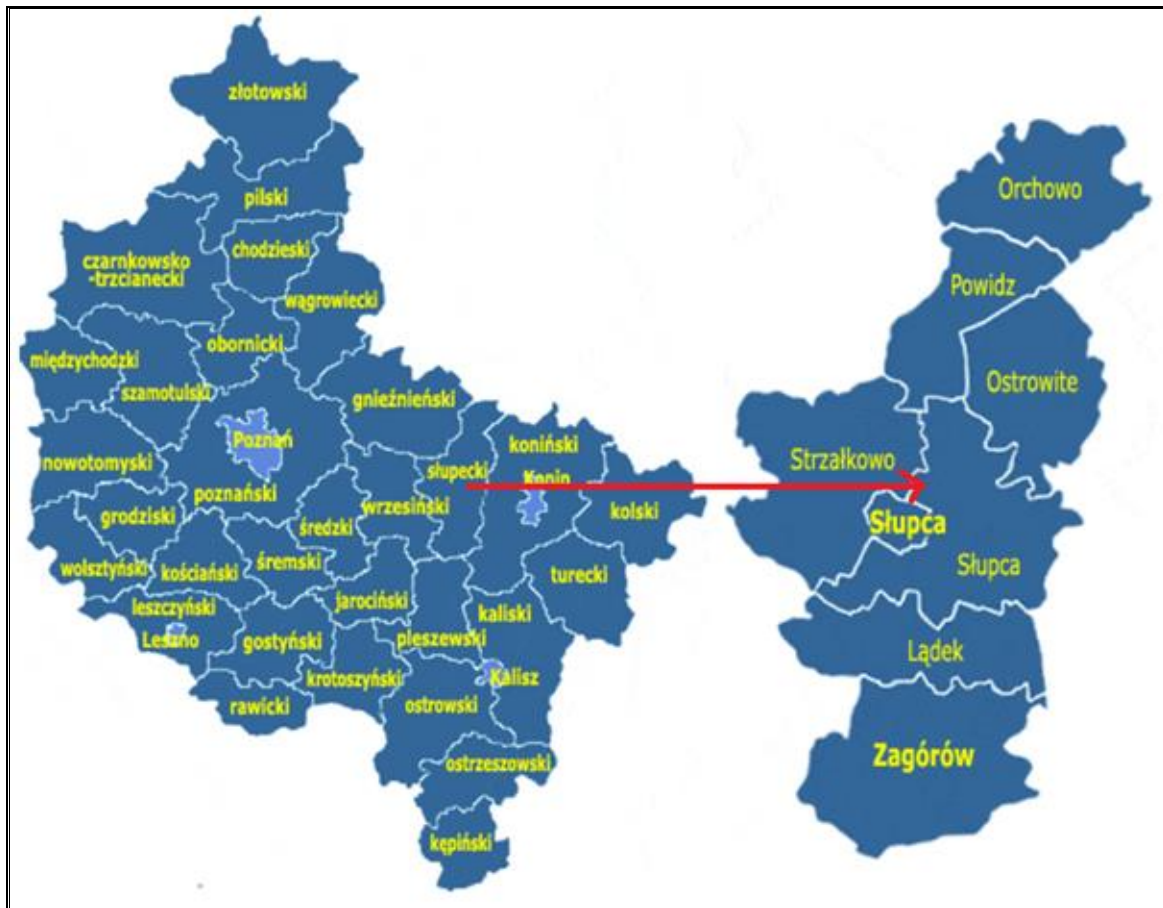 złotowski
pilski
chodzieski
czarnkowsko
-trzcianecki
wągrowiecki
obornicki
międzychodzki
szamotulski
gnieźnieński
Poznań
koniński
nowotomyski
słupecki
Konin
poznański
wrzesiński
kolski
grodziski
średzki
wolsztyński
kościański
śremski
turecki
leszczyński
jarociński
kaliski
Leszno
gostyński
pleszewski
krotoszyński
Kalisz
rawicki
ostrowski
ostrzeszowski
kępiński
Orchowo
Powidz
Ostrowite
Strzałkowo
Słupca
Słupca
Lądek
Zagórów